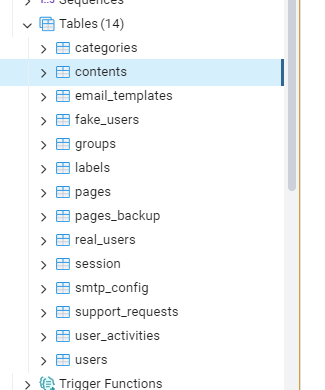 Sequences
Tables (14)
categories
contents
email_templates
fake_users
groups
labels
pages
pages_backup
real_users
session
smtp_config
support_requests
user_activities
users
Trigger Functions